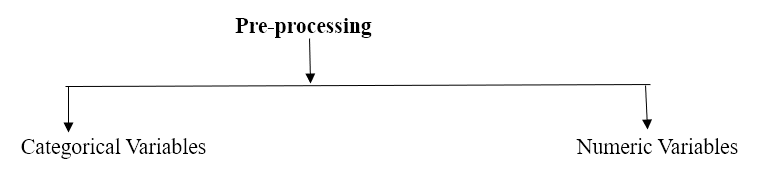 Pre-processing
Categorical Variables
Numeric Variables